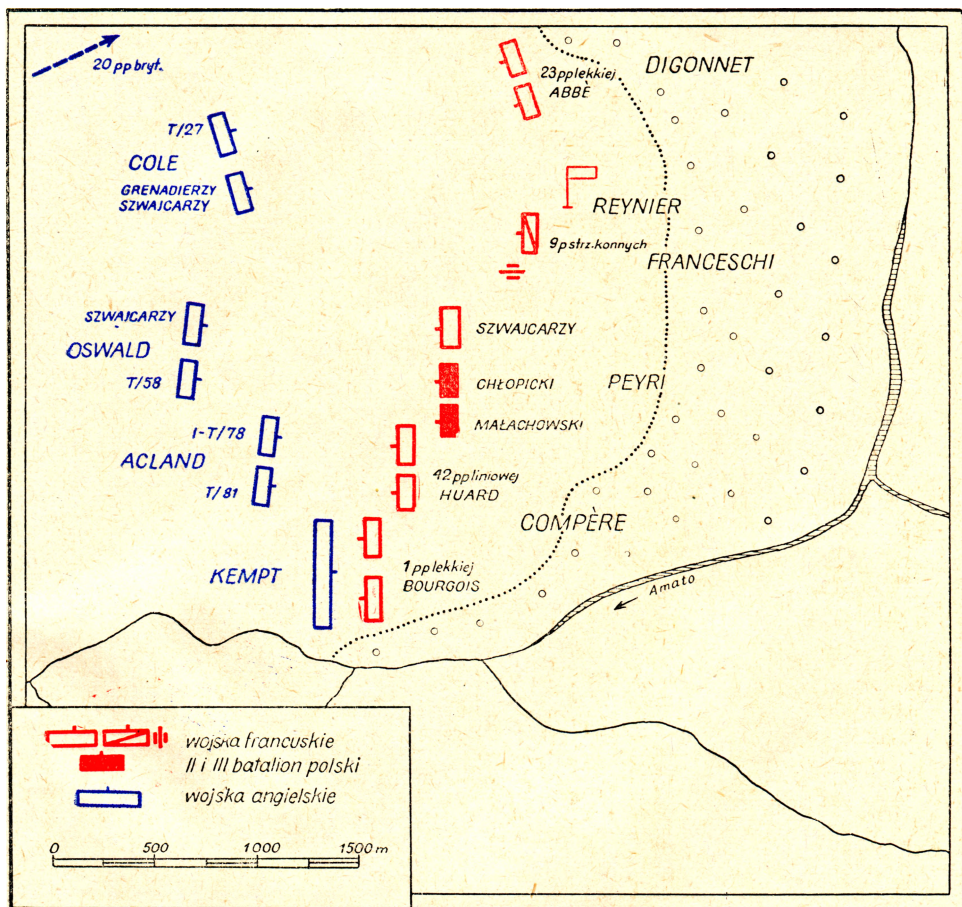 20 pp bryt.
T/27
COLE
GRENADIERZY
SZWAJCARZY
SZWAJCARZY
OSWALD
T/58
I-T/78
ACLAND
T/81
KEMPT
23 pp lekkiej
ABBÈ
DIGONNET
REYNIER
9 p strz. konnych
FRANCESCHI
SZWAJCARZY
CHŁOPICKI
PEYRI
MAŁACHOWSKI
42 pp liniowej
HUARD
COMPÈRE
1 pp lekkiej
BOURGOIS
Amato
wojska francuskie
II i III batalion polski
wojska angielskie
0 500 1000 1500 m